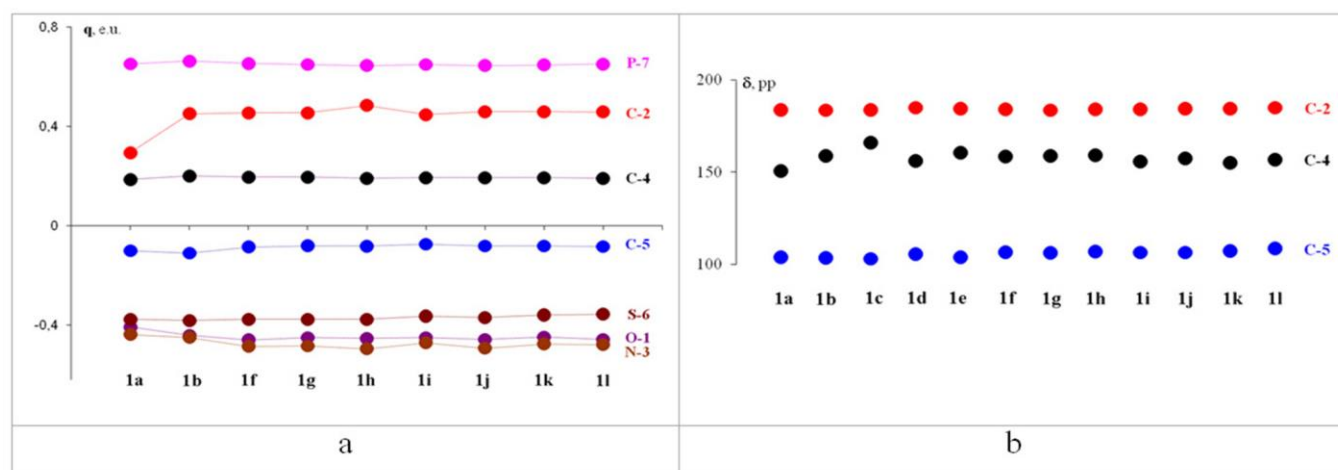 0,8
q, e.u.
P-7
C-2
0,4
C-4
0
C-5
S-6
-0,4
O-1
N-3
1a 1b 1f 1g 1h 1i 1j 1k 1l
a
200
δ, pp
C-2
150
C-4
100
C-5
1a 1b 1c 1d 1e 1f 1g 1h 1i 1j 1k 1l
b